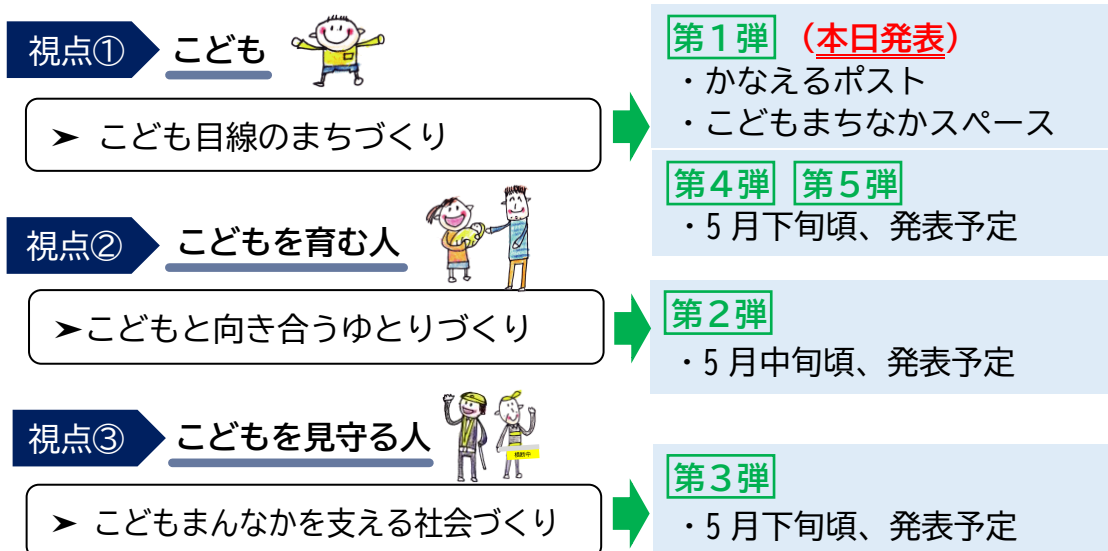 視点① こども
➤ こども目線のまちづくり
第1弾 (本日発表)
・かなえるポスト
・こどもまちなかスペース
第4弾 第5弾
・5月下旬頃、発表予定
視点② こどもを育む人
➤こどもと向き合うゆとりづくり
第2弾
・5月中旬頃、発表予定
視点③ こどもを見守る人
横断中
➤ こどもまんなかを支える社会づくり
第3弾
・5月下旬頃、発表予定